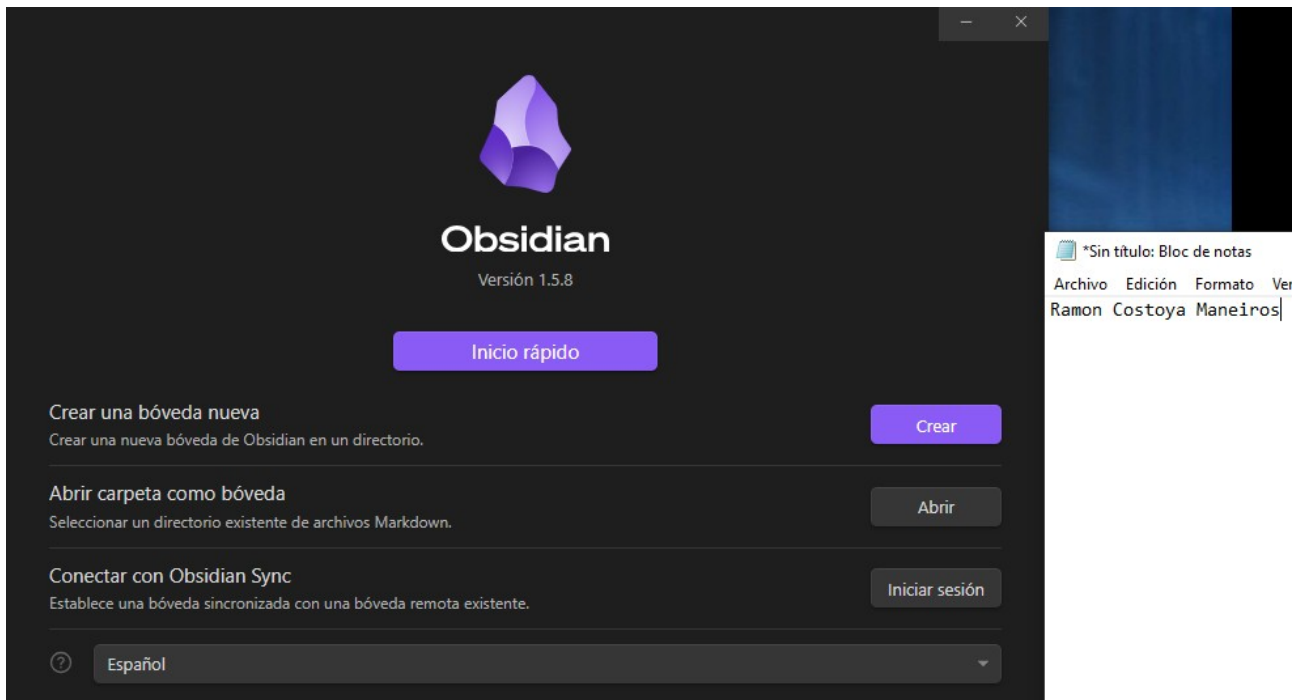 Obsidian
Versión 1.5.8
Inicio rápido
Crear una bóveda nueva
Crear una nueva bóveda de Obsidian en un directorio.
Crear
Abrir carpeta como bóveda
Seleccionar un directorio existente de archivos Markdown.
Abrir
Conectar con Obsidian Sync
Establece una bóveda sincronizada con una bóveda remota existente.
Iniciar sesión
Español
*Sin título: Bloc de notas
Archivo Edición Formato Ver
Ramon Costoya Maneiros